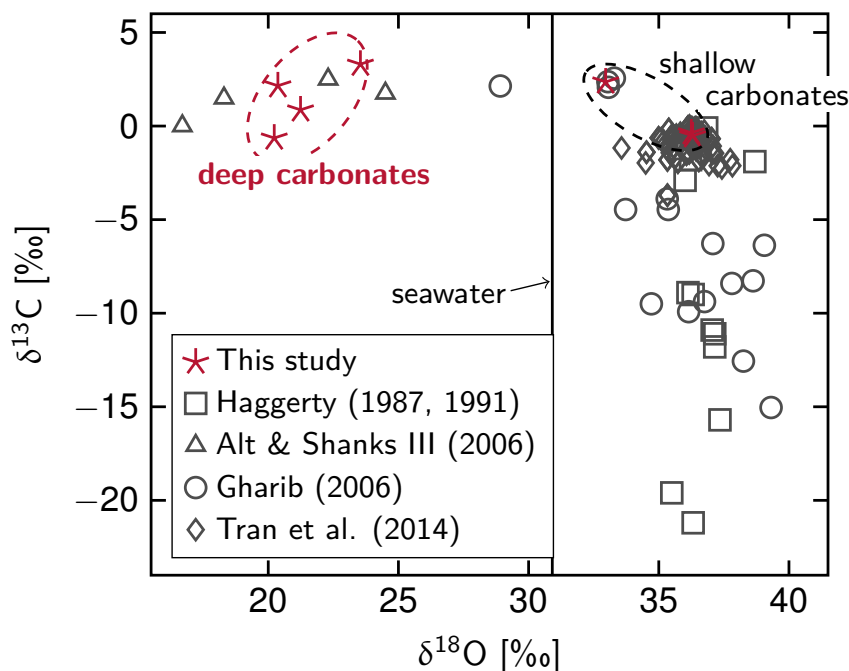 5
0
−5
−10
−15
−20
δ13C [‰]
shallow
carbonates
deep carbonates
seawater
This study
Haggerty (1987, 1991)
Alt & Shanks III (2006)
Gharib (2006)
Tran et al. (2014)
20 25 30 35 40
δ18O [‰]